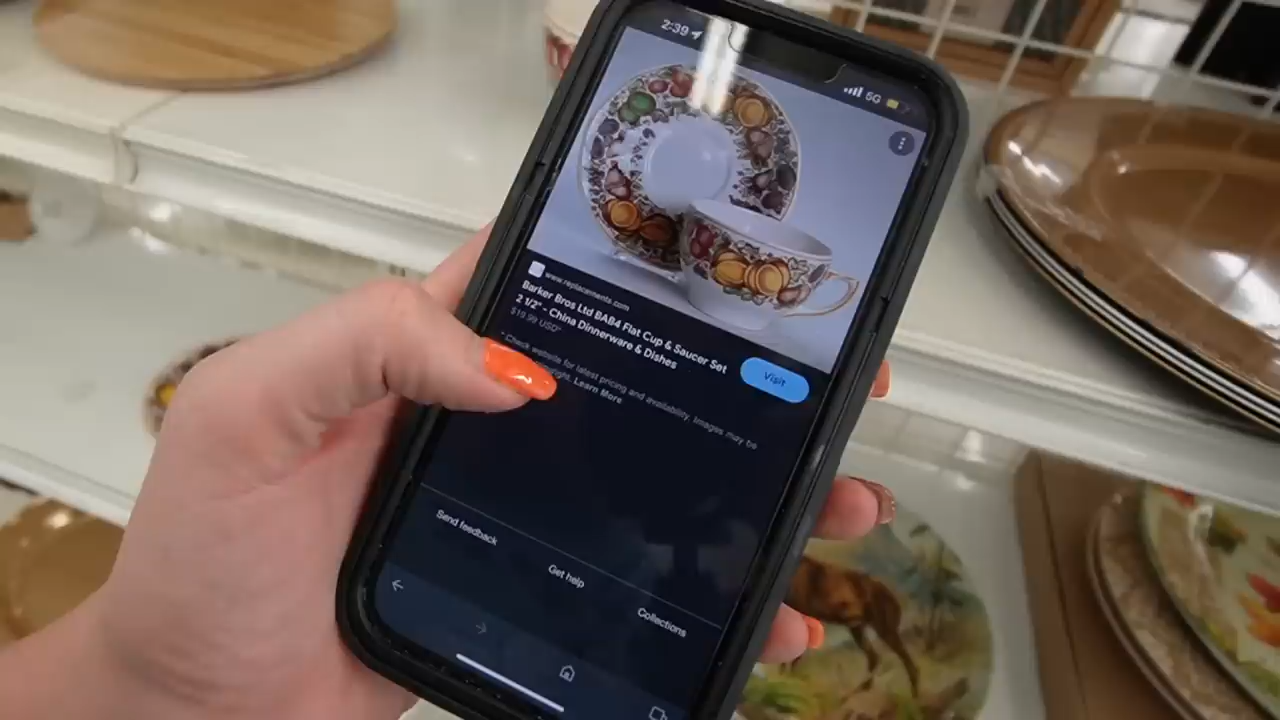 2:39
5G
www.replacements.com
Barker Bros Ltd BAB4 Flat Cup & Saucer Set
2 1/2" - China Dinnerware & Dishes
$19.99 USD*
Visit
* Check website for latest pricing and availability. Images may be
copyright. Learn More
Send feedback
Get help
Collections